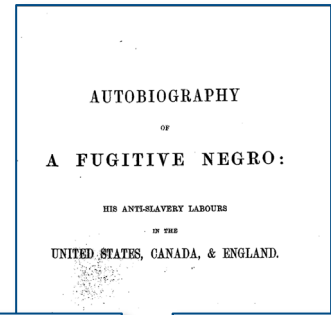 AUTOBIOGRAPHY
OF
A FUGITIVE NEGRO:
HIS ANTI-SLAVERY LABOURS
IN THE
UNITED STATES, CANADA, & ENGLAND.